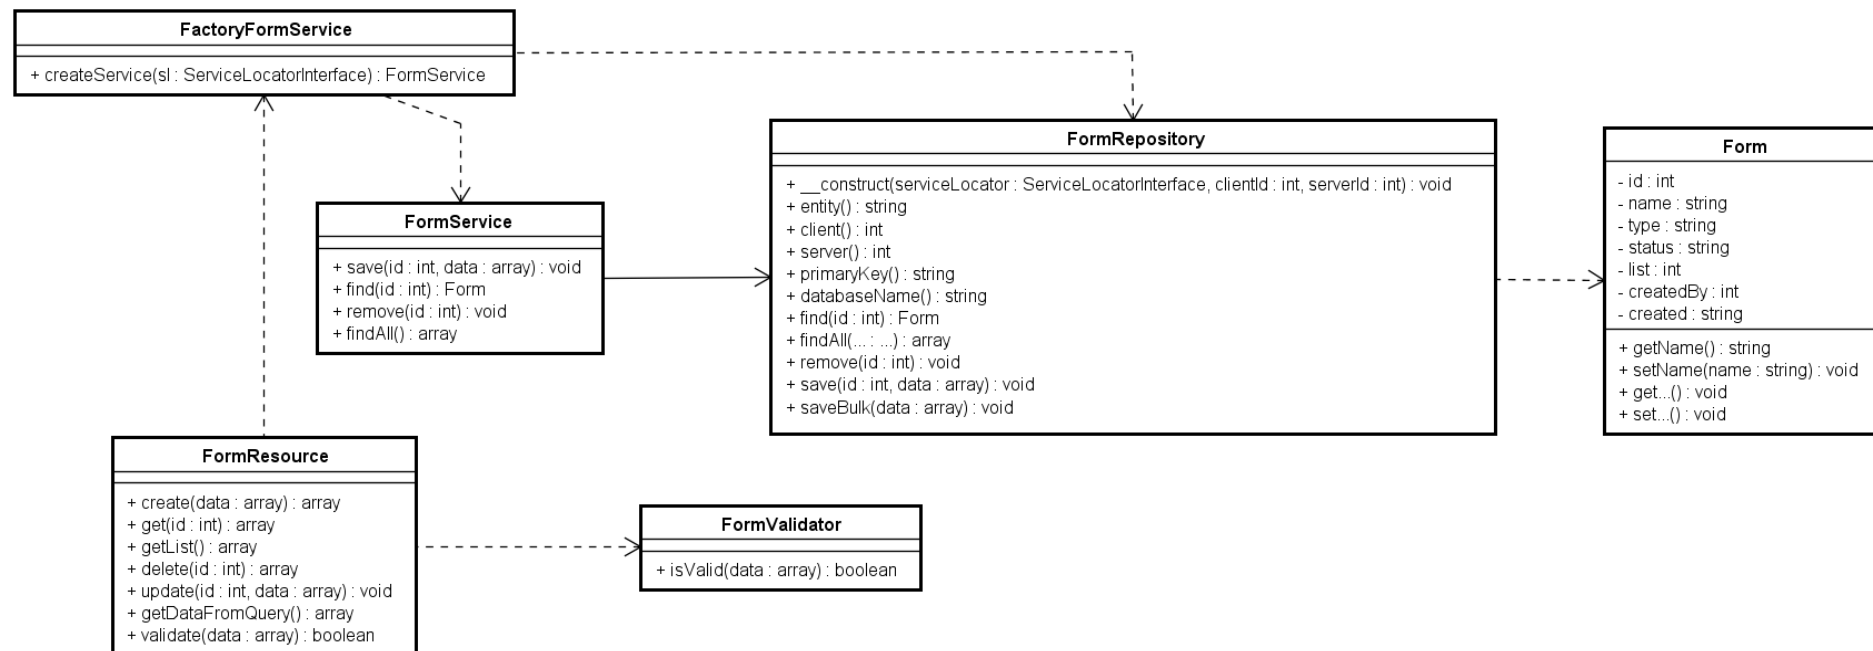 FactoryFormService
+ createService(sl : ServiceLocatorInterface) : FormService
FormRepository
+ __construct(serviceLocator : ServiceLocatorInterface, clientId : int, serverId : int) : void
+ entity() : string
+ client() : int
+ server() : int
+ primaryKey() : string
+ databaseName() : string
+ find(id : int) : Form
+ findAll(... : ...) : array
+ remove(id : int) : void
+ save(id : int, data : array) : void
+ saveBulk(data : array) : void
Form
- id : int
- name : string
- type : string
- status : string
- list : int
- createdBy : int
- created : string
+ getName() : string
+ setName(name : string) : void
+ get...() : void
+ set...() : void
FormService
+ save(id : int, data : array) : void
+ find(id : int) : Form
+ remove(id : int) : void
+ findAll() : array
FormResource
+ create(data : array) : array
+ get(id : int) : array
+ getList() : array
+ delete(id : int) : array
+ update(id : int, data : array) : void
+ getDataFromQuery() : array
+ validate(data : array) : boolean
FormValidator
+ isValid(data : array) : boolean